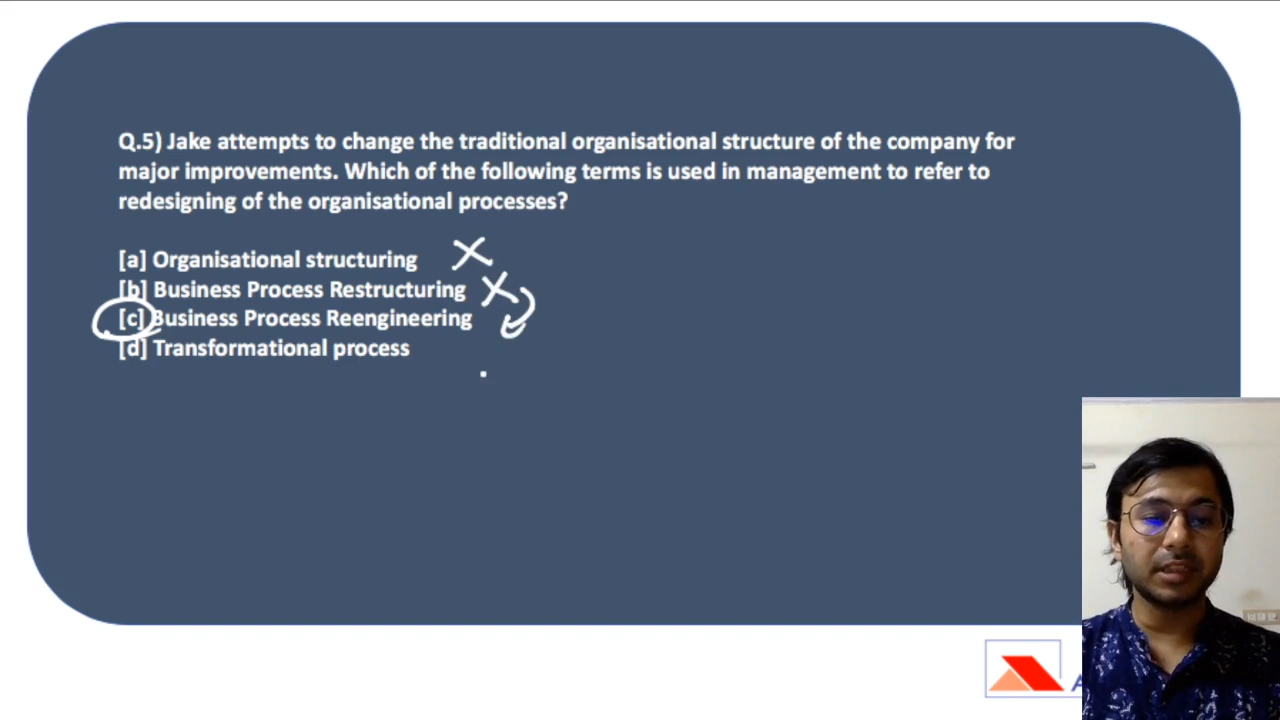 Q.5) Jake attempts to change the traditional organisational structure of the company for
major improvements. Which of the following terms is used in management to refer to
redesigning of the organisational processes?
[a] Organisational structuring
[b] Business Process Restructuring
[c] Business Process Reengineering
[d] Transformational process
A